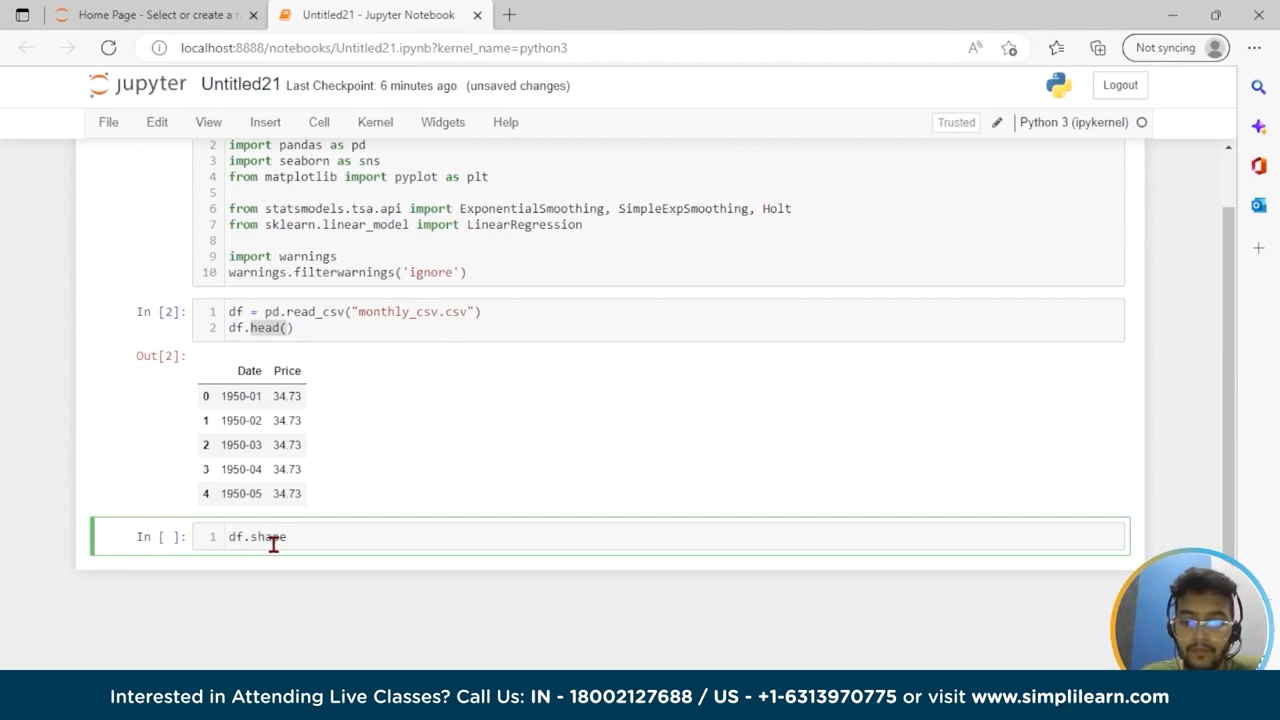 Home Page - Select or create a n
Untitled21 - Jupyter Notebook
localhost:8888/notebooks/Untitled21.ipynb?kernel_name=python3
Not syncing
jupyter Untitled21 Last Checkpoint: 6 minutes ago (unsaved changes)
Logout
File Edit View Insert Cell Kernel Widgets Help
Trusted Python 3 (ipykernel)
2 import pandas as pd
3 import seaborn as sns
4 from matplotlib import pyplot as plt
5
6 from statsmodels.tsa.api import ExponentialSmoothing, SimpleExpSmoothing, Holt
7 from sklearn.linear_model import LinearRegression
8
9 import warnings
10 warnings.filterwarnings('ignore')
In [2]: 1 df = pd.read_csv("monthly_csv.csv")
2 df.head()
Out[2]:
Date Price
0 1950-01 34.73
1 1950-02 34.73
2 1950-03 34.73
3 1950-04 34.73
4 1950-05 34.73
In [ ]: 1 df.shape
Interested in Attending Live Classes? Call Us: IN - 18002127688 / US - +1-6313970775 or visit www.simplilearn.com